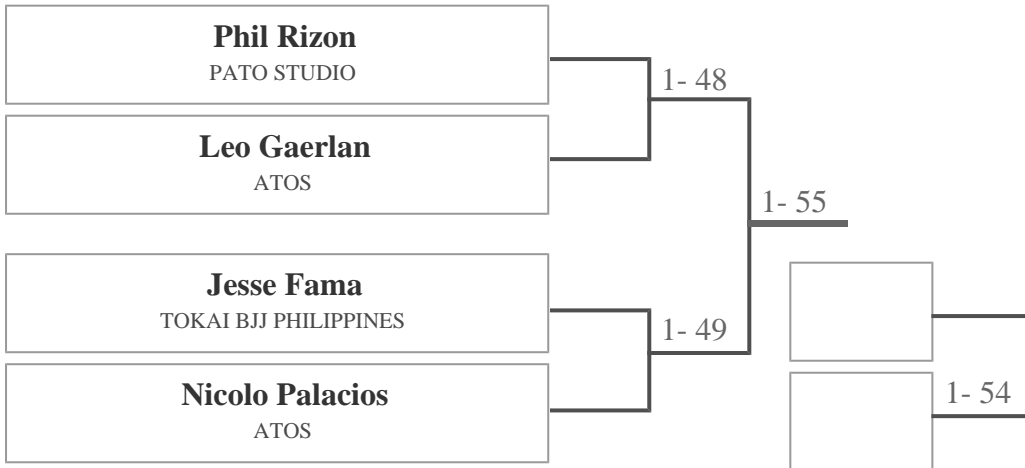 Phil Rizon
PATO STUDIO
1- 48
Leo Gaerlan
ATOS
1- 55
Jesse Fama
TOKAI BJJ PHILIPPINES
1- 49
Nicolo Palacios
ATOS
1- 54